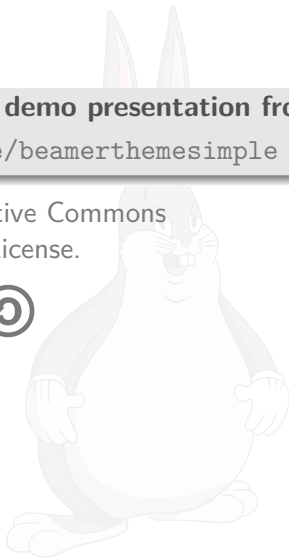 demo presentation fro
e/beamerthemesimple
tive Commons
icense.